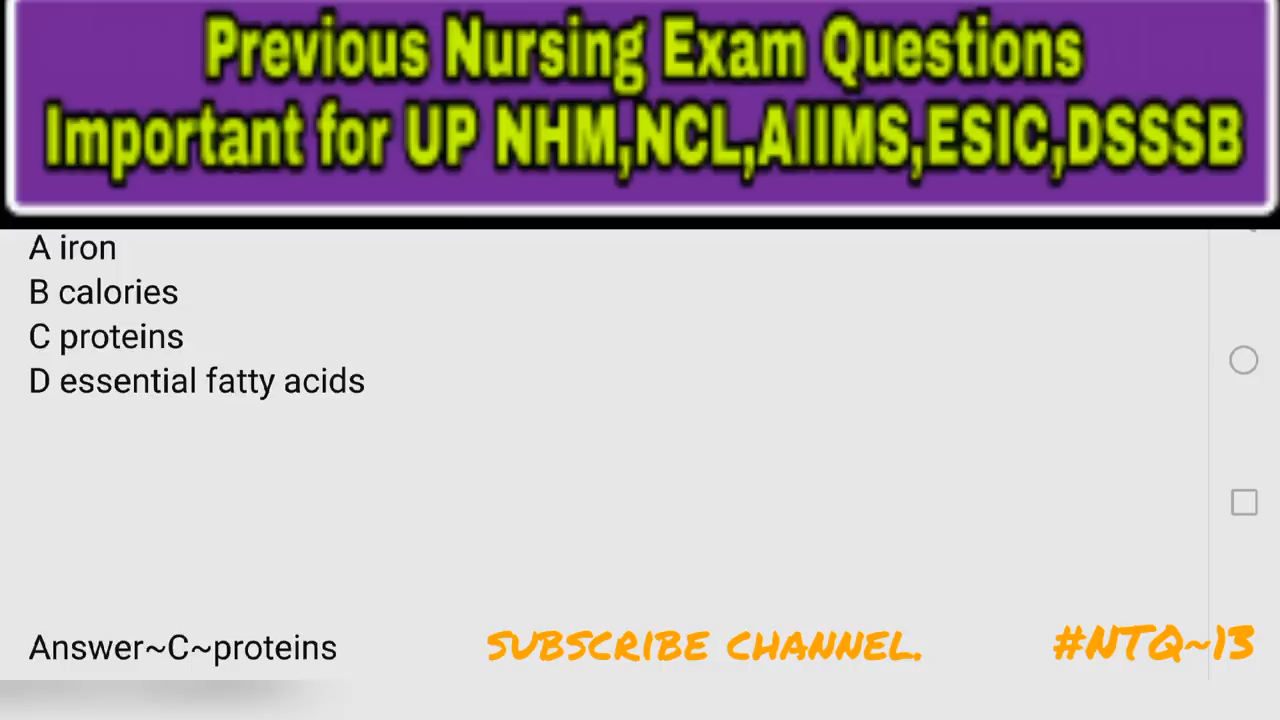 Previous Nursing Exam Questions
Important for UP NHM,NCL,AIIMS,ESIC,DSSSB
A iron
B calories
C proteins
D essential fatty acids
Answer~C~proteins
SUBSCRIBE CHANNEL.
#NTQ~13